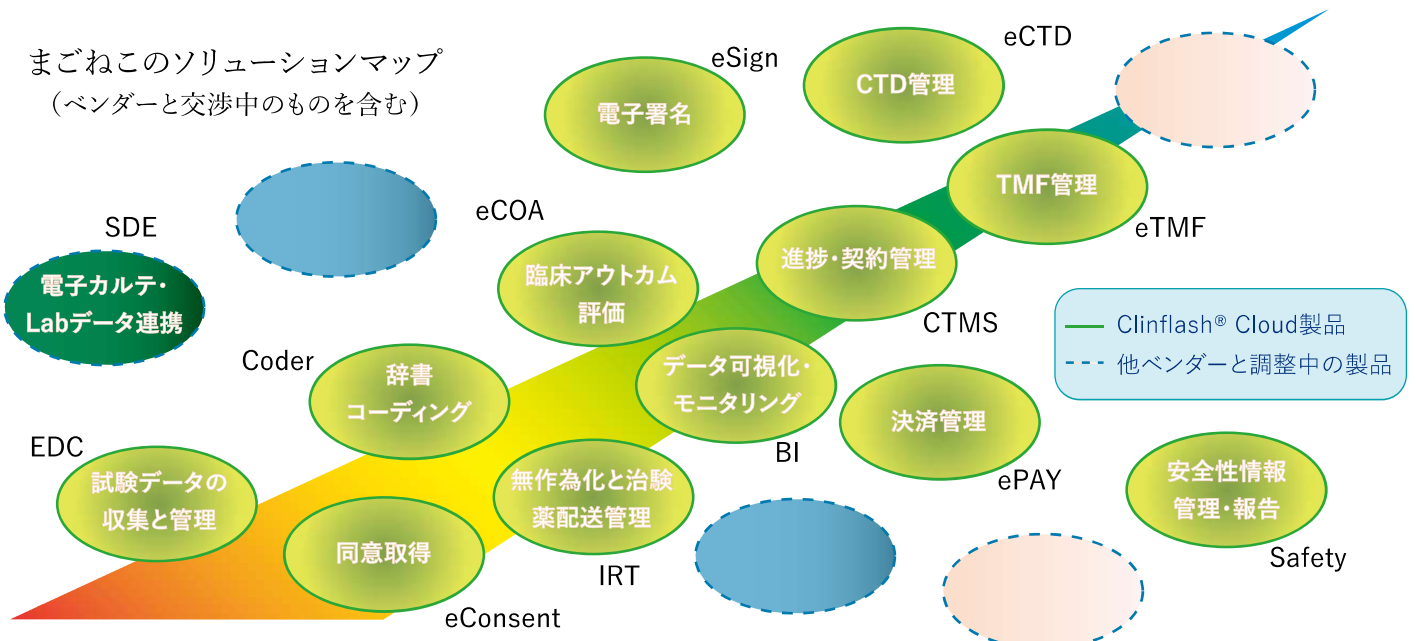 まごねこのソリューションマップ
（ベンダーと交渉中のものを含む）
eSign
電子署名
eCTD
CTD管理
TMF管理
eTMF
SDE
電子カルテ・
Labデータ連携
eCOA
臨床アウトカム
評価
進捗・契約管理
CTMS
Clinflash® Cloud製品
他ベンダーと調整中の製品
Coder
辞書
コーディング
データ可視化・
モニタリング
BI
決済管理
ePAY
EDC
試験データの
収集と管理
同意取得
eConsent
無作為化と治験
薬配送管理
IRT
安全性情報
管理・報告
Safety